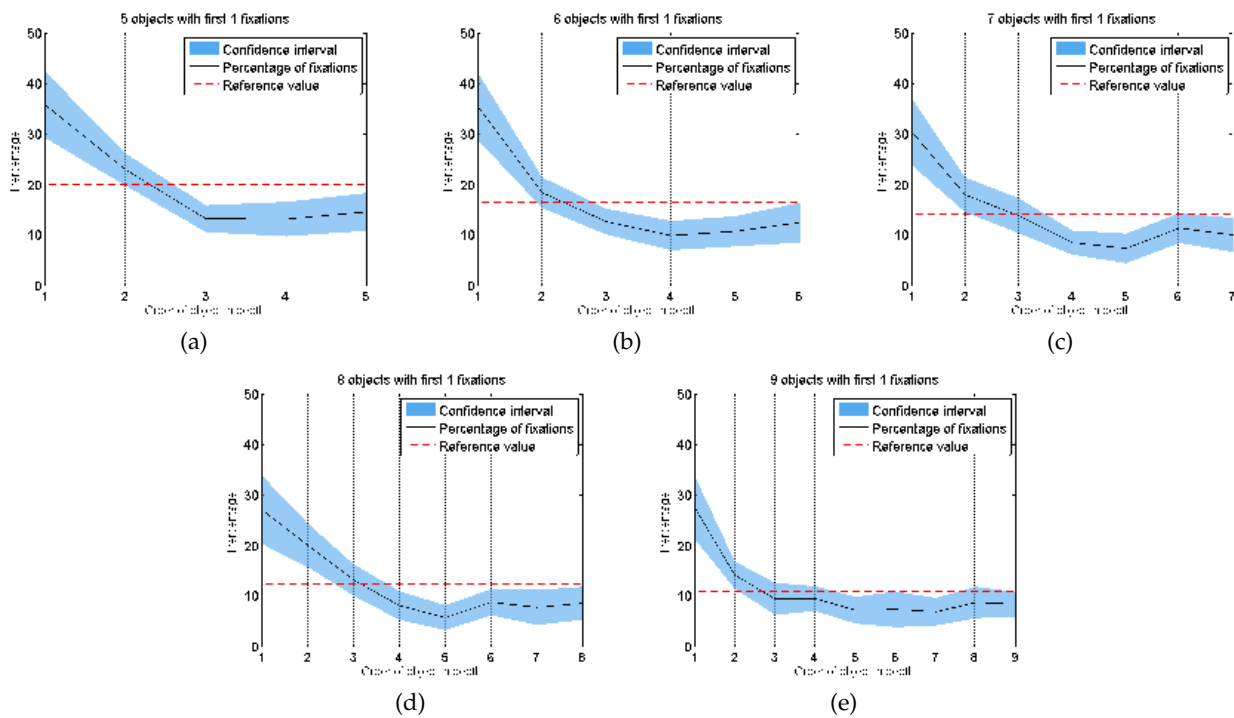 5 objects with first 1 fixations
50
40
30
20
10
0
Confidence interval
Percentage of fixations
Reference value
Percentage
1 2 3 4 5
(a)
6 objects with first 1 fixations
50
40
30
20
10
0
Confidence interval
Percentage of fixations
Reference value
Percentage
1 2 3 4 5 6
(b)
7 objects with first 1 fixations
50
40
30
20
10
0
Confidence interval
Percentage of fixations
Reference value
Percentage
1 2 3 4 5 6 7
(c)
8 objects with first 1 fixations
50
40
30
20
10
0
Confidence interval
Percentage of fixations
Reference value
Percentage
1 2 3 4 5 6 7 8
(d)
9 objects with first 1 fixations
50
40
30
20
10
0
Confidence interval
Percentage of fixations
Reference value
Percentage
1 2 3 4 5 6 7 8 9
(e)